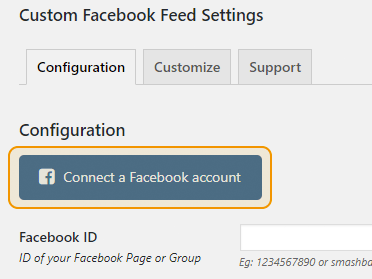 Custom Facebook Feed Settings
Configuration Customize Support
Configuration
Connect a Facebook account
Facebook ID
ID of your Facebook Page or Group
Eg: 1234567890 or smashba